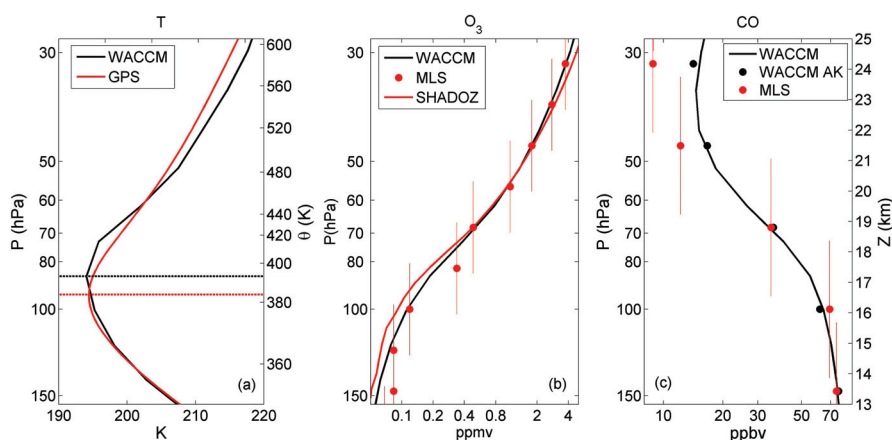 T
30
50
60
70
80
100
150
P (hPa)
WACCM
GPS
(a)
190
200
210
220
K
600
560
520
480
440
420
400
380
360
θ (K)
O3
30
50
60
70
80
100
150
P(hPa)
WACCM
MLS
SHADOZ
(b)
0.1
0.2
0.4
0.8
2
4
ppmv
CO
30
50
60
70
80
100
150
P (hPa)
WACCM
WACCM AK
MLS
(c)
10
20
30
50
70
ppbv
25
24
23
22
21
20
19
18
17
16
15
14
13
Z (km)